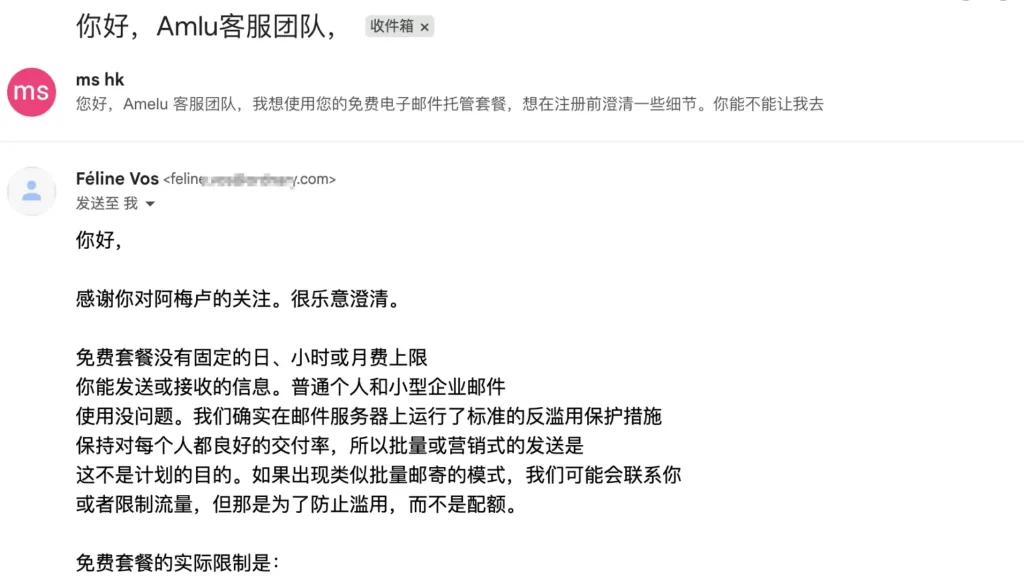 你好，Amlu客服团队， 收件箱 ×
ms
ms hk
您好，Amelu 客服团队，我想使用您的免费电子邮件托管套餐，想在注册前澄清一些细节。你能不能让我去
Féline Vos <feline y.com>
发送至 我
你好，
感谢你对阿梅卢的关注。很乐意澄清。
免费套餐没有固定的日、小时或月费上限
你能发送或接收的信息。普通个人和小型企业邮件
使用没问题。我们确实在邮件服务器上运行了标准的反滥用保护措施
保持对每个人都良好的交付率，所以批量或营销式的发送是
这不是计划的目的。如果出现类似批量邮寄的模式，我们可能会联系你
或者限制流量，但那是为了防止滥用，而不是配额。
免费套餐的实际限制是：